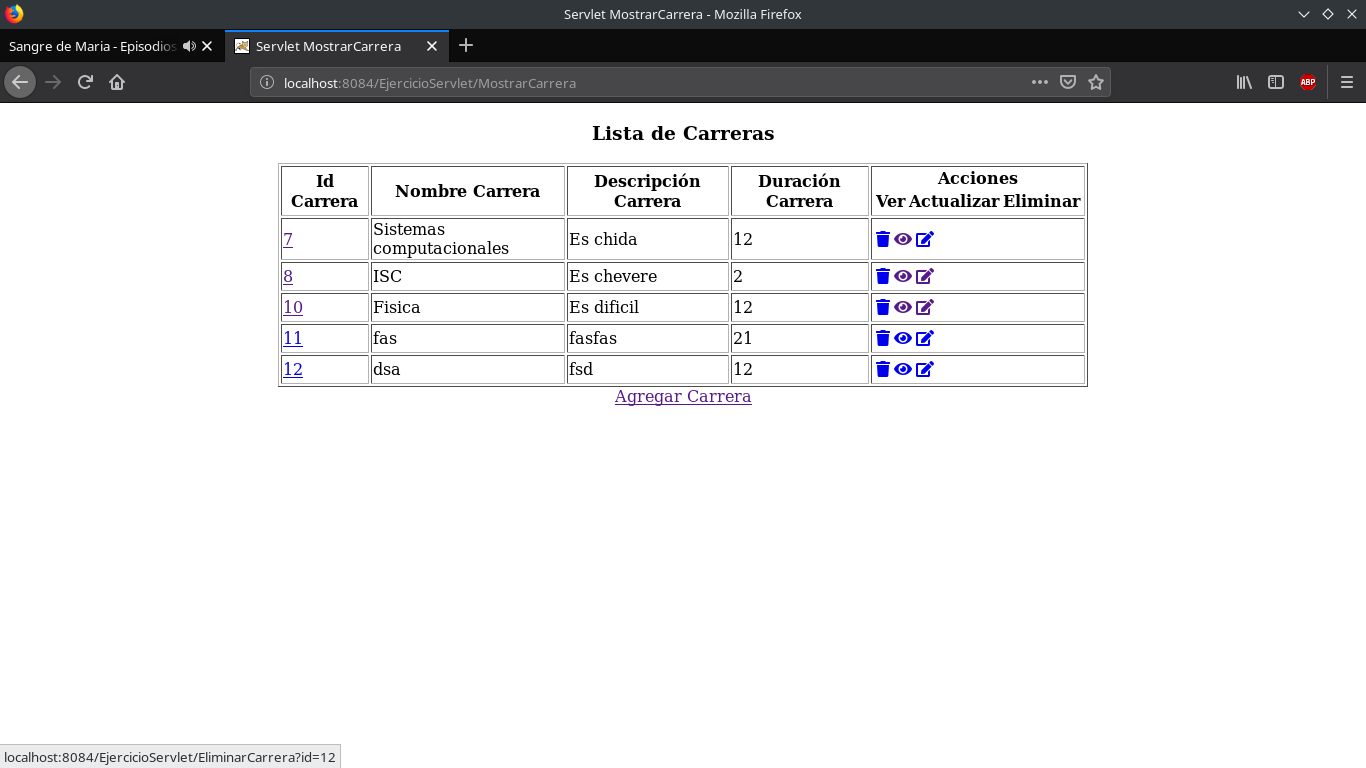 Servlet MostrarCarrera - Mozilla Firefox
Sangre de Maria - Episodios
Servlet MostrarCarrera
localhost:8084/EjercicioServlet/MostrarCarrera
ABP
Lista de Carreras
Id Carrera Nombre Carrera Descripción Carrera Duración Carrera Acciones
Ver Actualizar Eliminar
7 Sistemas computacionales Es chida 12
8 ISC Es chevere 2
10 Fisica Es dificil 12
11 fas fasfas 21
12 dsa fsd 12
Agregar Carrera
localhost:8084/EjercicioServlet/EliminarCarrera?id=12